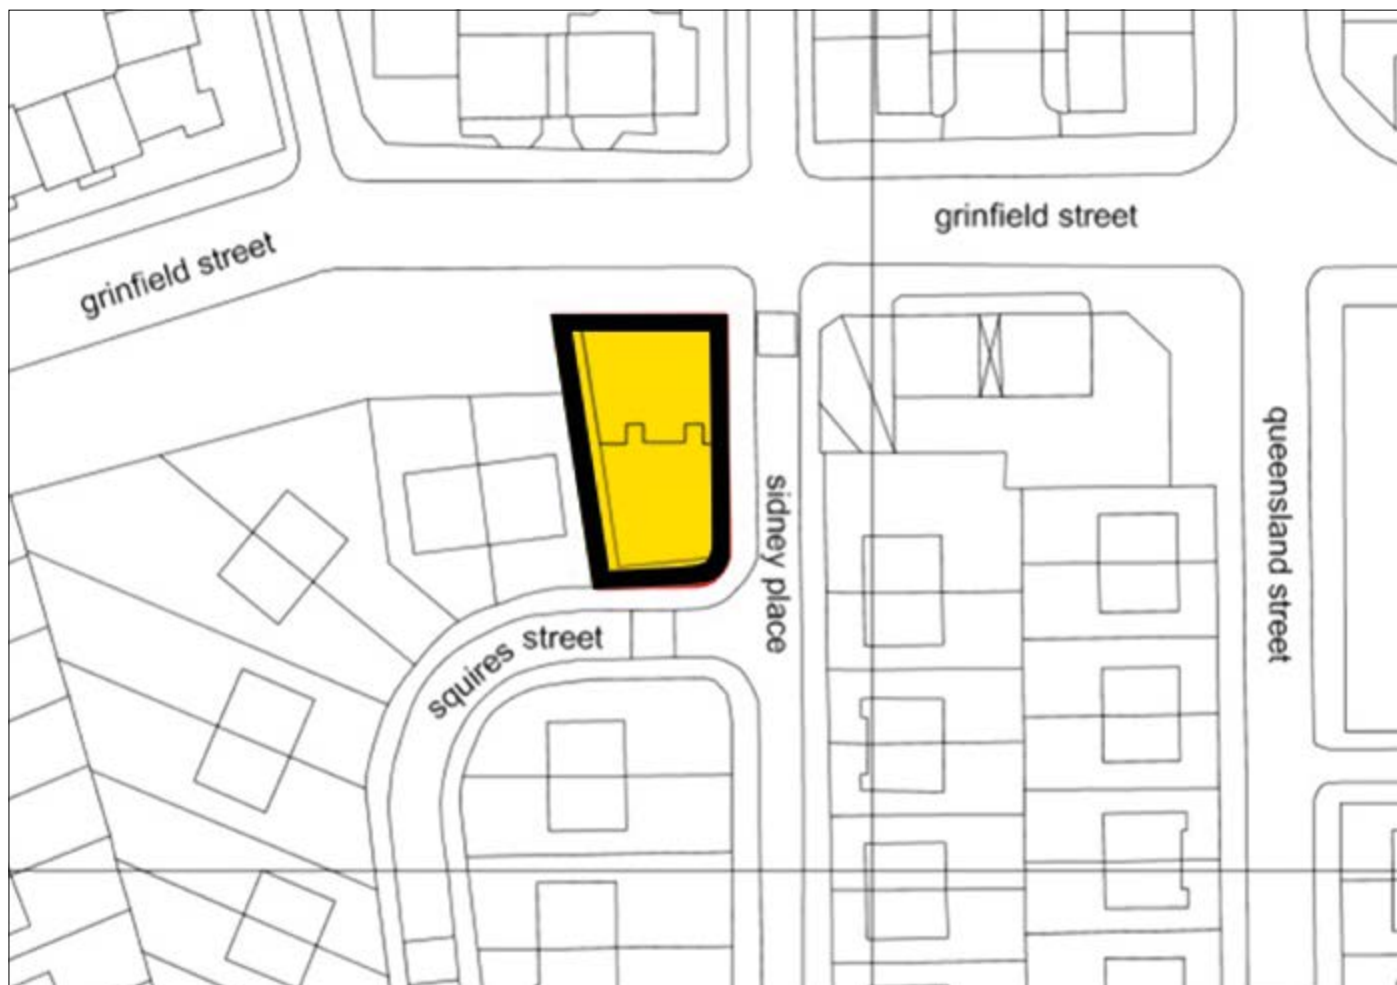 grinfield street
grinfield street
queensland street
sidney place
squires street